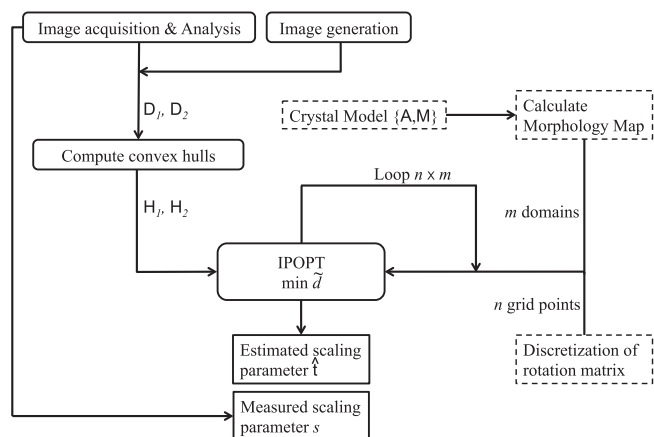 Image acquisition & Analysis
Image generation
D1, D2
Crystal Model {A,M}
Calculate
Morphology Map
Compute convex hulls
Loop n x m
H1, H2
m domains
IPOPT
min d̃
n grid points
Estimated scaling
parameter t̂
Discretization of
rotation matrix
Measured scaling
parameter s